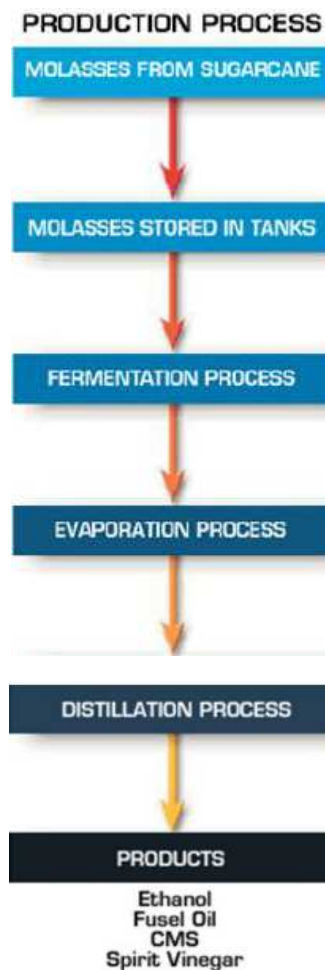 PRODUCTION PROCESS
MOLASSES FROM SUGARCANE
MOLASSES STORED IN TANKS
FERMENTATION PROCESS
EVAPORATION PROCESS
DISTILLATION PROCESS
PRODUCTS
Ethanol
Fusel Oil
CMS
Spirit Vinegar